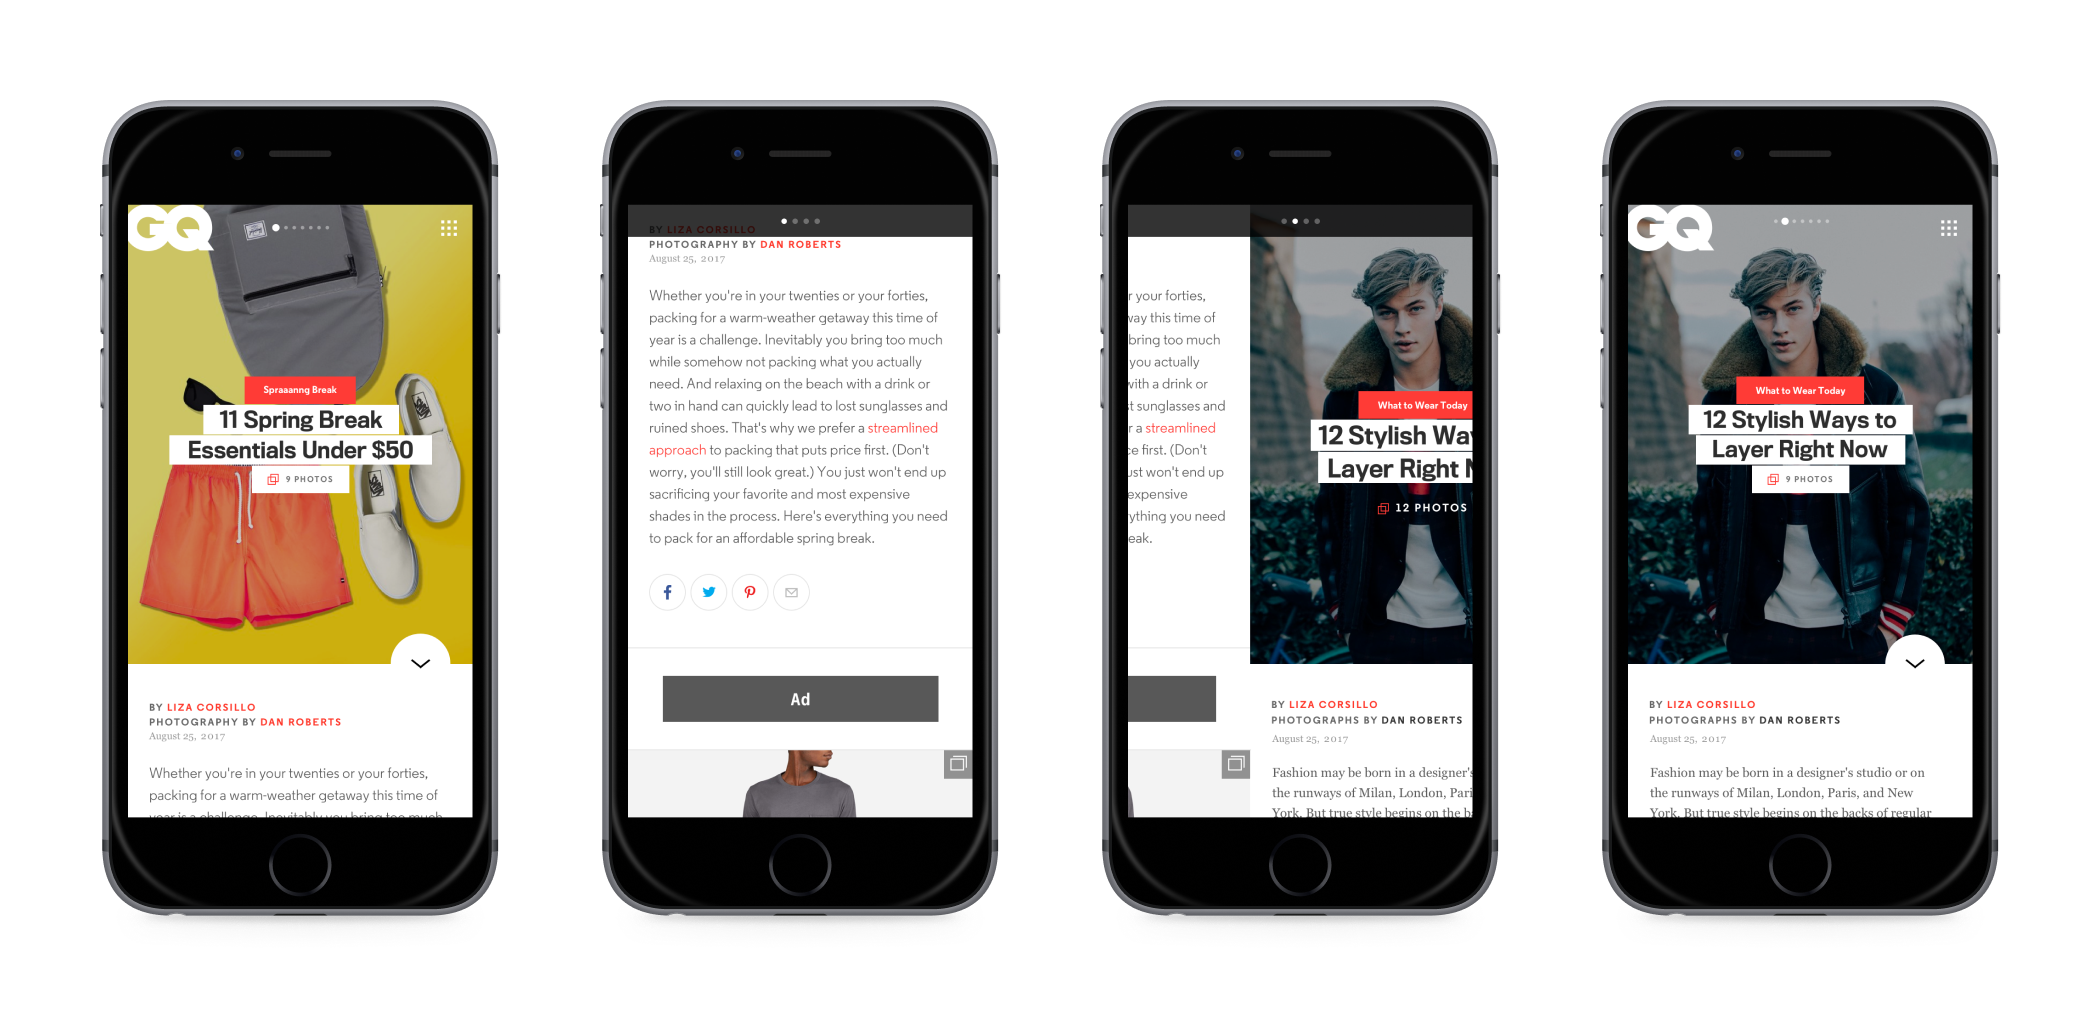 GQ
Spraaanng Break
11 Spring Break
Essentials Under $50
9 PHOTOS
BY LIZA CORSILLO
PHOTOGRAPHY BY DAN ROBERTS
August 25, 2017
Whether you're in your twenties or your forties,
packing for a warm-weather getaway this time of
year is a challenge. Inevitably you bring too much
BY LIZA CORSILLO
PHOTOGRAPHY BY DAN ROBERTS
August 25, 2017
Whether you're in your twenties or your forties,
packing for a warm-weather getaway this time of
year is a challenge. Inevitably you bring too much
while somehow not packing what you actually
need. And relaxing on the beach with a drink or
two in hand can quickly lead to lost sunglasses and
ruined shoes. That's why we prefer a streamlined
approach to packing that puts price first. (Don't
worry, you'll still look great.) You just won't end up
sacrificing your favorite and most expensive
shades in the process. Here's everything you need
to pack for an affordable spring break.
Ad
r your forties,
way this time of
bring too much
you actually
with a drink or
st sunglasses and
r a streamlined
ce first. (Don't
ust won't end up
expensive
ything you need
eak.
What to Wear Today
12 Stylish Way
Layer Right N
12 PHOTOS
BY LIZA CORSILLO
PHOTOGRAPHS BY DAN ROBERTS
August 25, 2017
Fashion may be born in a designer's
the runways of Milan, London, Pari
York. But true style begins on the b
GQ
What to Wear Today
12 Stylish Ways to
Layer Right Now
9 PHOTOS
BY LIZA CORSILLO
PHOTOGRAPHS BY DAN ROBERTS
August 25, 2017
Fashion may be born in a designer's studio or on
the runways of Milan, London, Paris, and New
York. But true style begins on the backs of regular